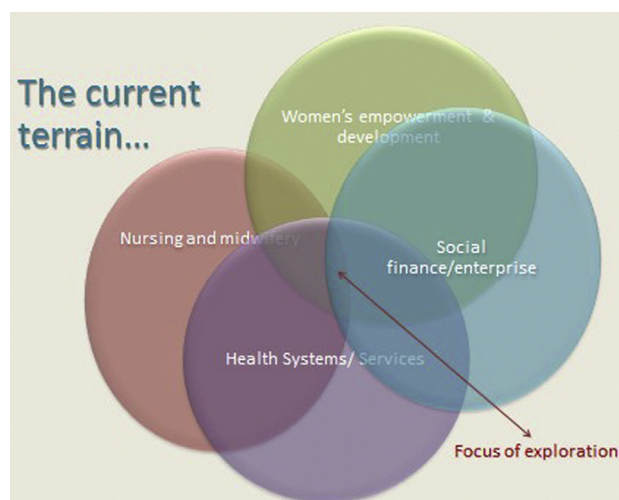 The current
terrain...
Women's empowerment & 
development
Nursing and midwifery
Social
finance/enterprise
Health Systems/ Services
Focus of exploration